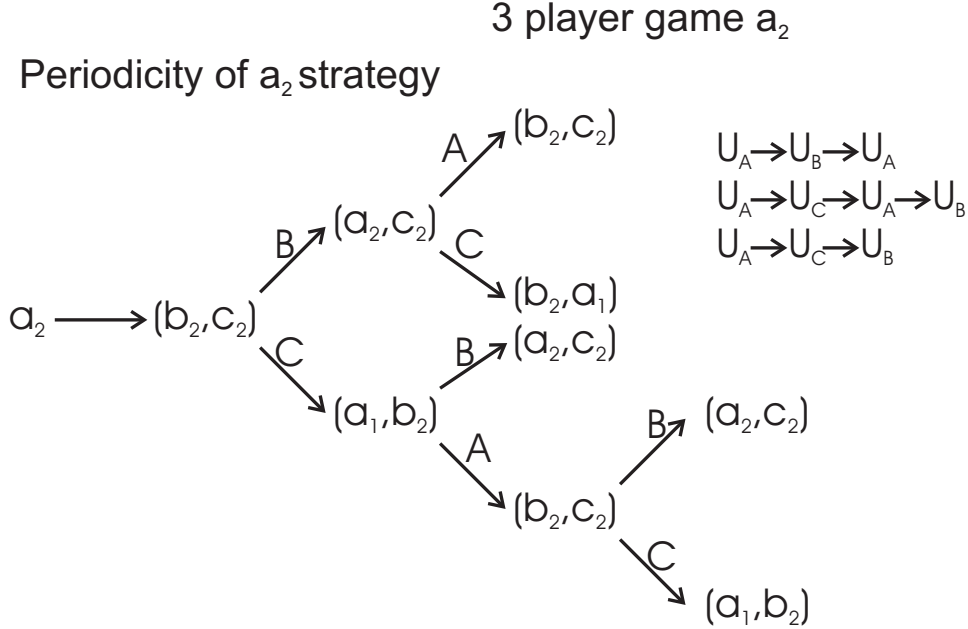 3 player game a₂
Periodicity of a₂ strategy
A
(b₂,c₂)
U_A→U_B→U_A
U_A→U_C→U_A→U_B
U_A→U_C→U_B
B
(a₂,c₂)
C
(b₂,a₁)
a₂
(b₂,c₂)
C
B
(a₂,c₂)
(a₁,b₂)
A
B
(a₂,c₂)
(b₂,c₂)
C
(a₁,b₂)